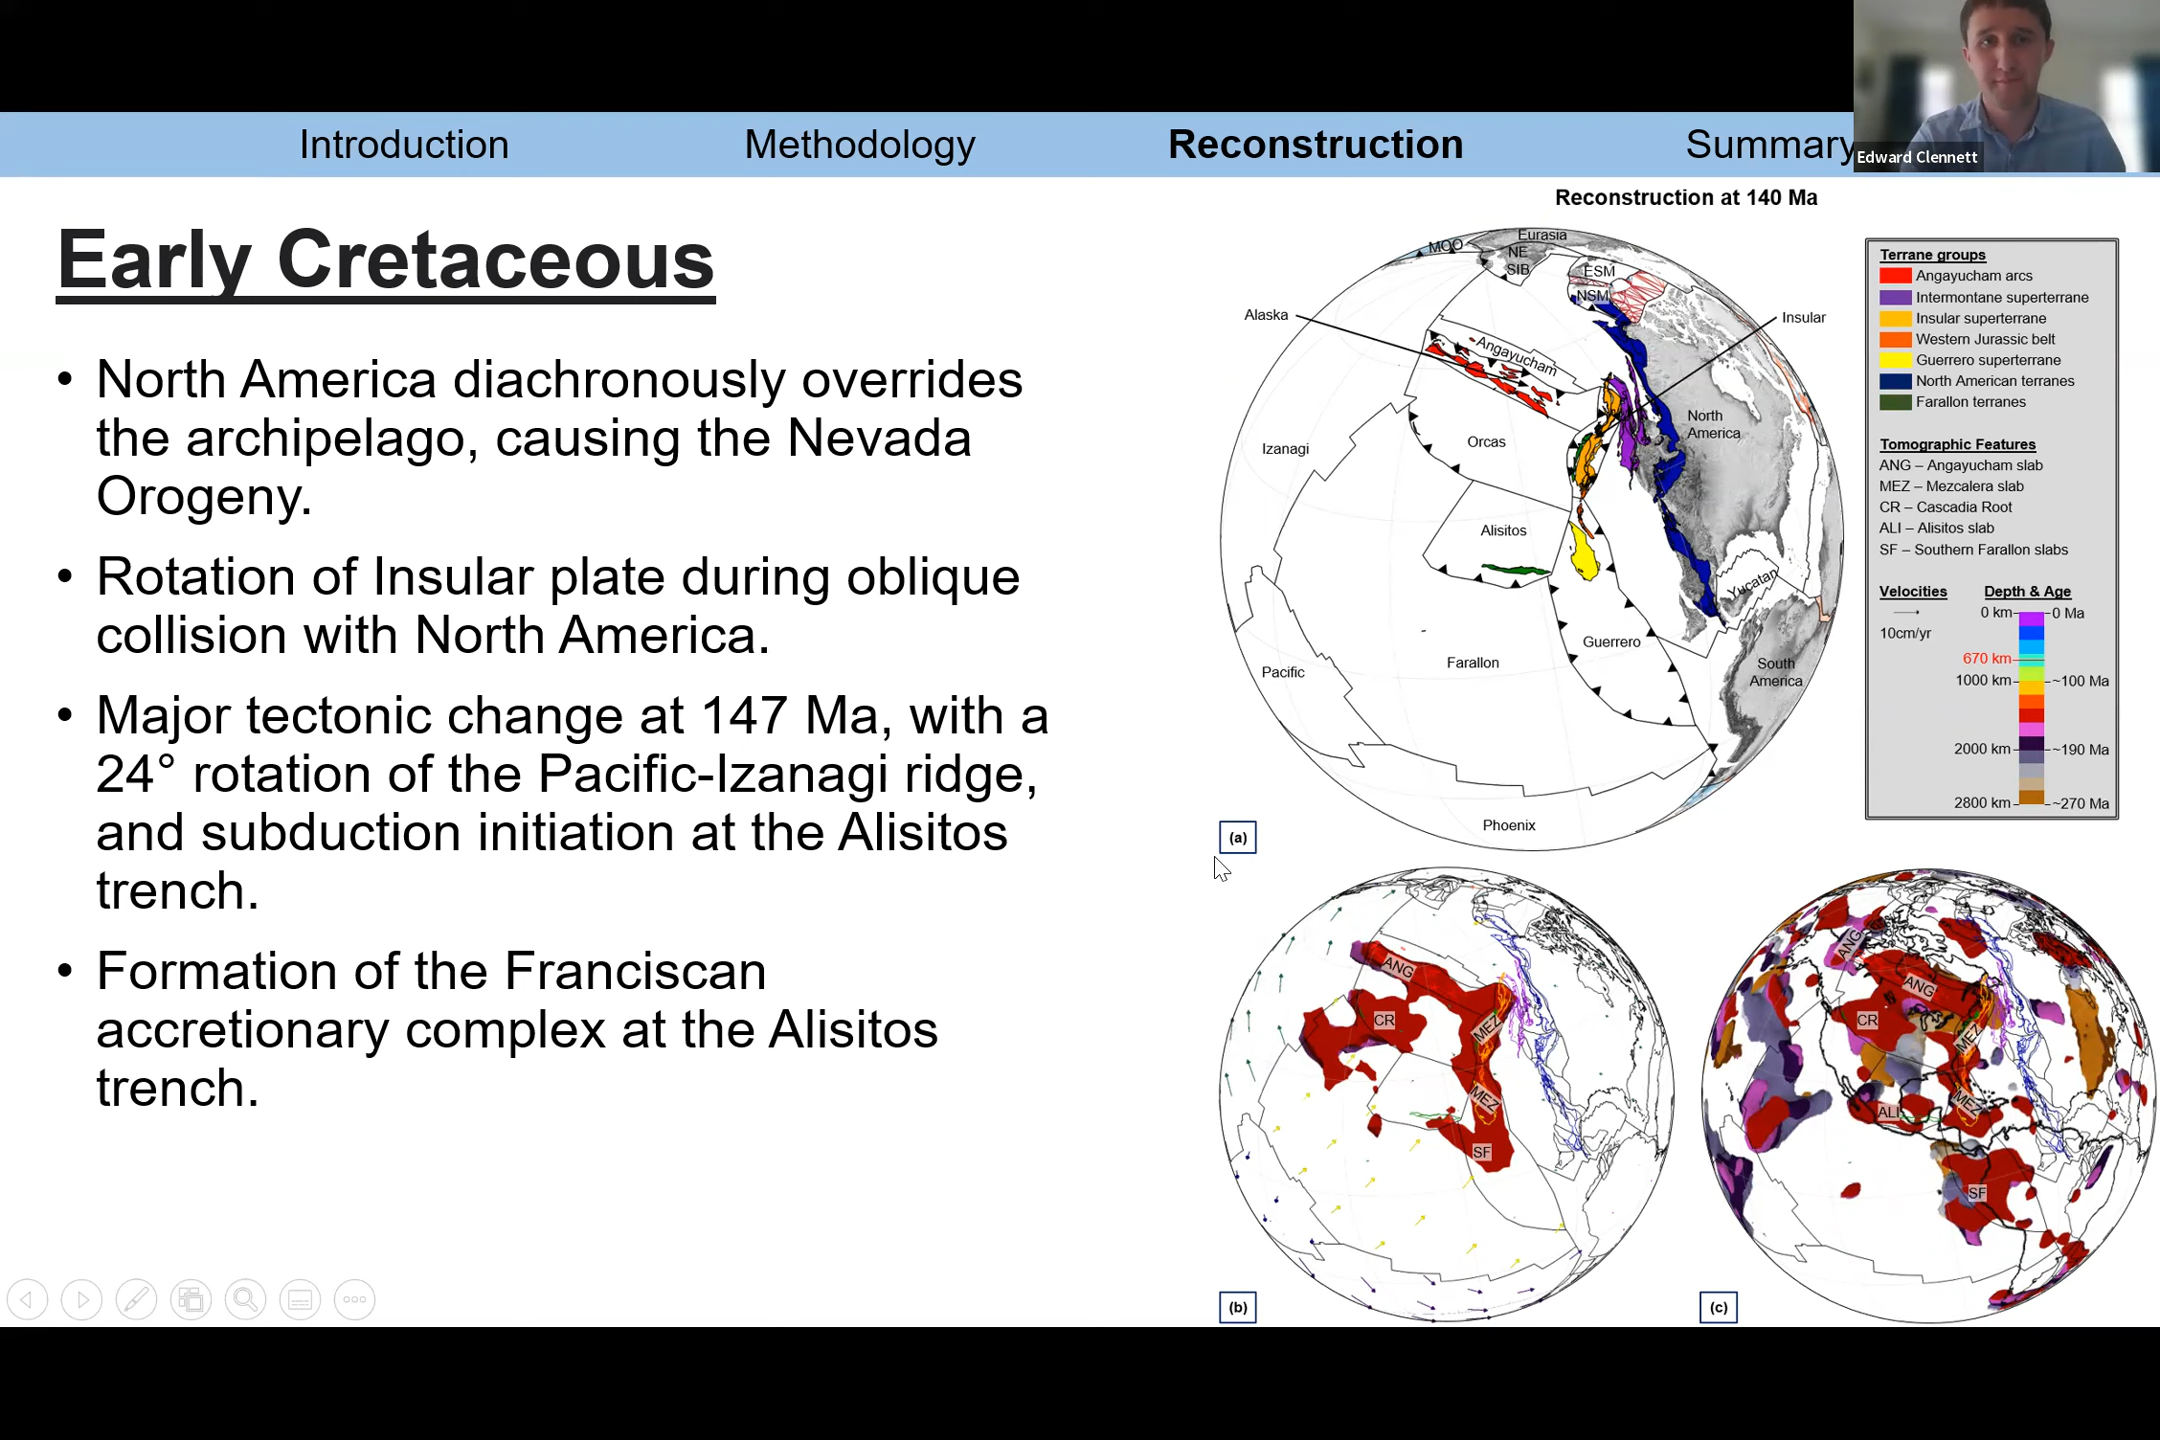 Introduction
Methodology
Reconstruction
Summary
Edward Clennett
Reconstruction at 140 Ma
Early Cretaceous
• North America diachronously overrides
the archipelago, causing the Nevada
Orogeny.
• Rotation of Insular plate during oblique
collision with North America.
• Major tectonic change at 147 Ma, with a
24° rotation of the Pacific-Izanagi ridge,
and subduction initiation at the Alisitos
trench.
• Formation of the Franciscan
accretionary complex at the Alisitos
trench.
MOO
Eurasia
NE
SIB
ESM
NSM
Alaska
Insular
Angayucham
North
America
Orcas
Izanagi
Alisitos
Yucatan
Guerrero
Farallon
Pacific
South
America
Phoenix
(a)
Terrane groups
Angayucham arcs
Intermontane superterrane
Insular superterrane
Western Jurassic belt
Guerrero superterrane
North American terranes
Farallon terranes
Tomographic Features
ANG – Angayucham slab
MEZ – Mezcalera slab
CR – Cascadia Root
ALI – Alisitos slab
SF – Southern Farallon slabs
Velocities
10cm/yr
Depth & Age
0 km
0 Ma
670 km
1000 km
~100 Ma
2000 km
~190 Ma
2800 km
~270 Ma
ANG
CR
MEZ
MEZ
SF
(b)
ANG
ANG
CR
MEZ
MEZ
ALI
SF
(c)